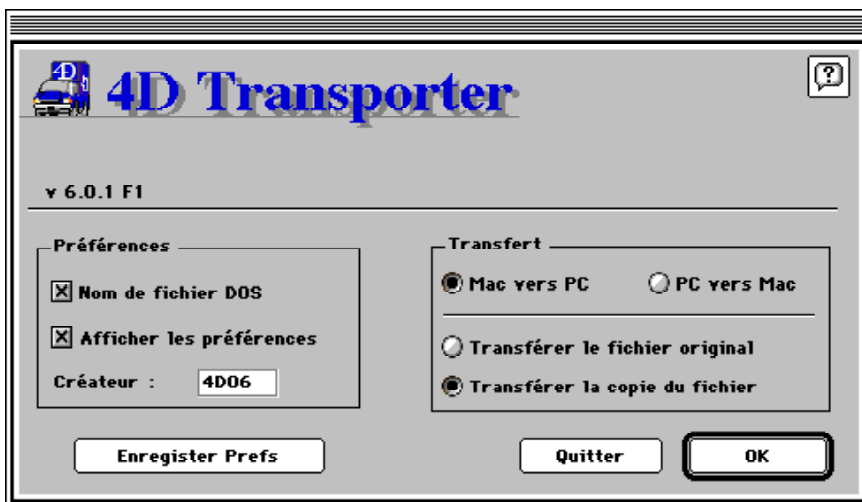 4D Transporter
v 6.0.1 F1
Préférences
Nom de fichier DOS
Afficher les préférences
Créateur : 4D06
Transfert
Mac vers PC PC vers Mac
Transférer le fichier original
Transférer la copie du fichier
Enregister Prefs
Quitter OK